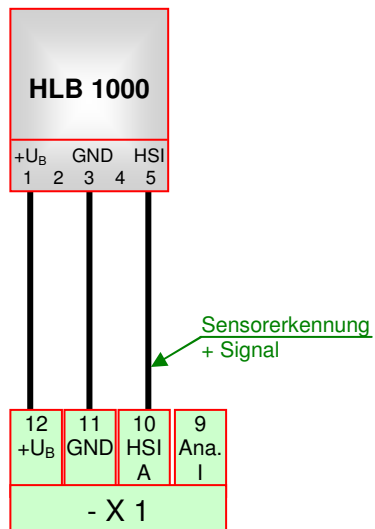 HLB 1000
+UB GND HSI
1 2 3 4 5
Sensorerkennung
+ Signal
12 11 10 9
+UB GND HSI Ana.
A I
- X 1